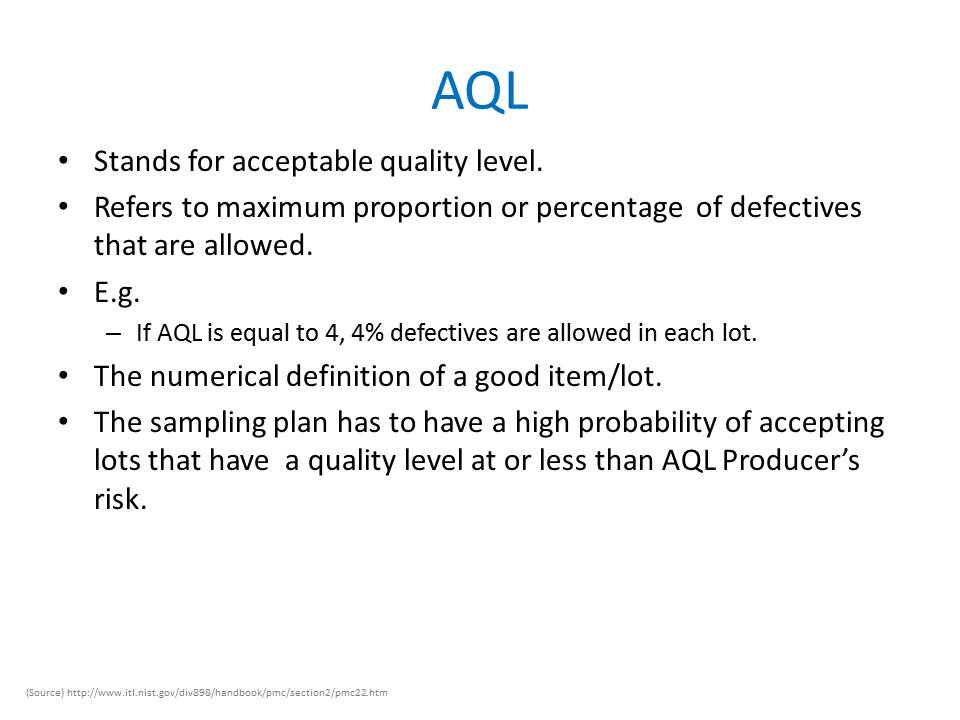 AQL
• Stands for acceptable quality level.
• Refers to maximum proportion or percentage of defectives
that are allowed.
• E.g.
– If AQL is equal to 4, 4% defectives are allowed in each lot.
• The numerical definition of a good item/lot.
• The sampling plan has to have a high probability of accepting
lots that have a quality level at or less than AQL Producer’s
risk.
(Source) http://www.itl.nist.gov/div898/handbook/pmc/section2/pmc22.htm